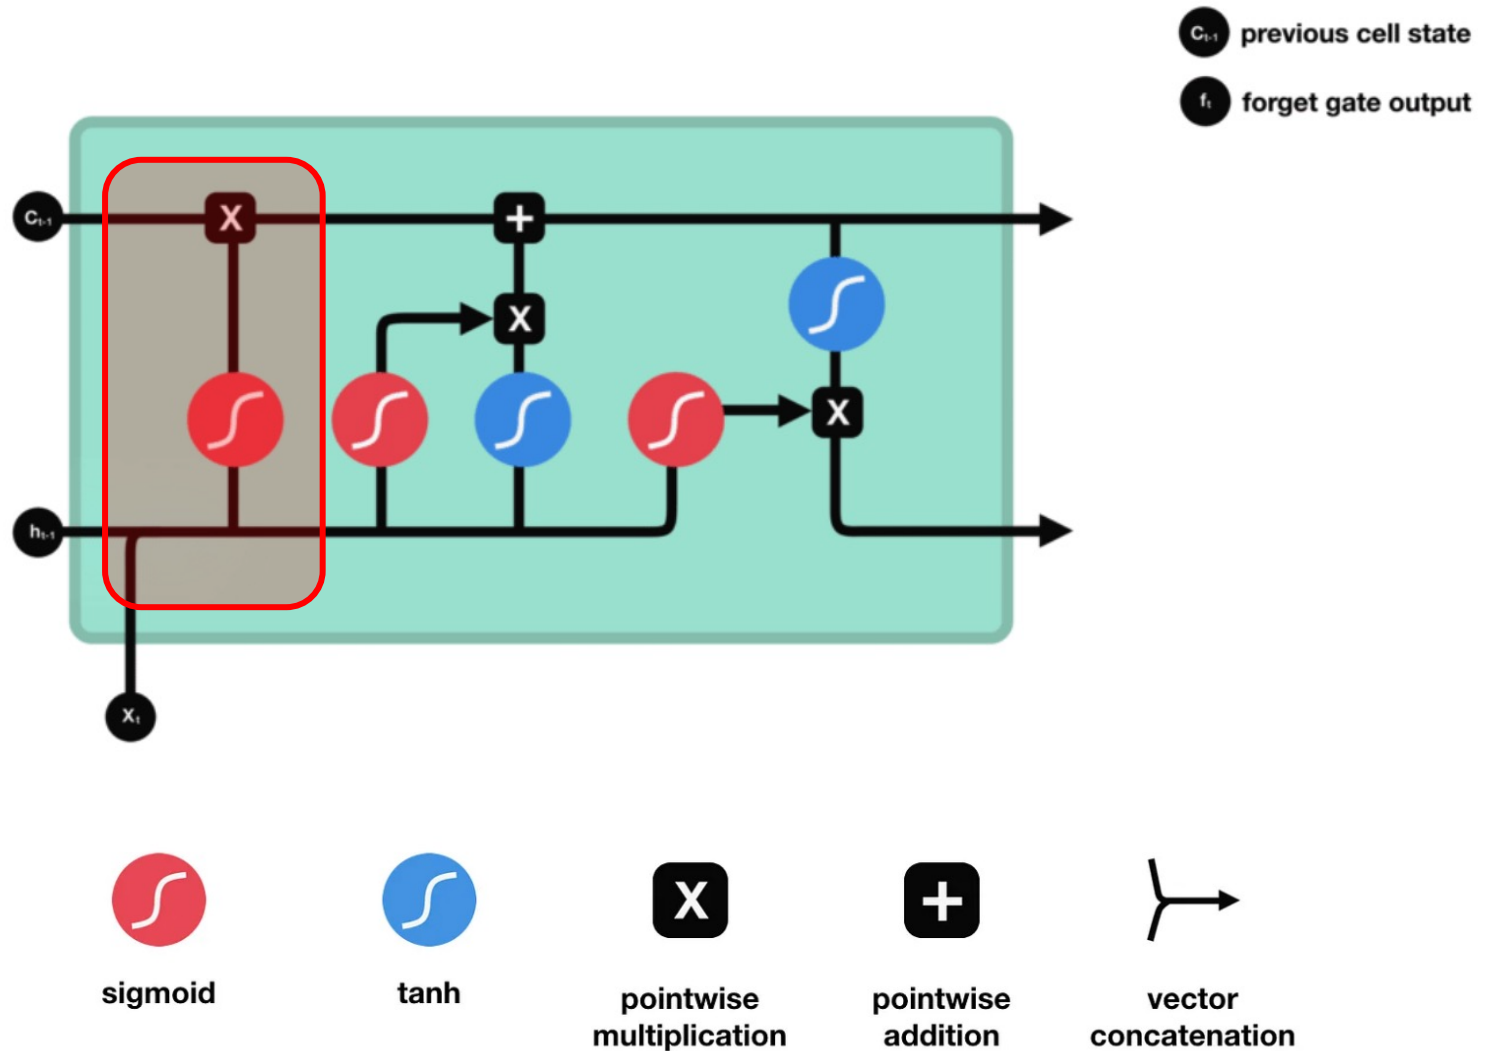 Ct-1 previous cell state
ft forget gate output
Ct-1
X
+
X
X
ht-1
Xt
X
+
sigmoid
tanh
pointwise
multiplication
pointwise
addition
vector
concatenation